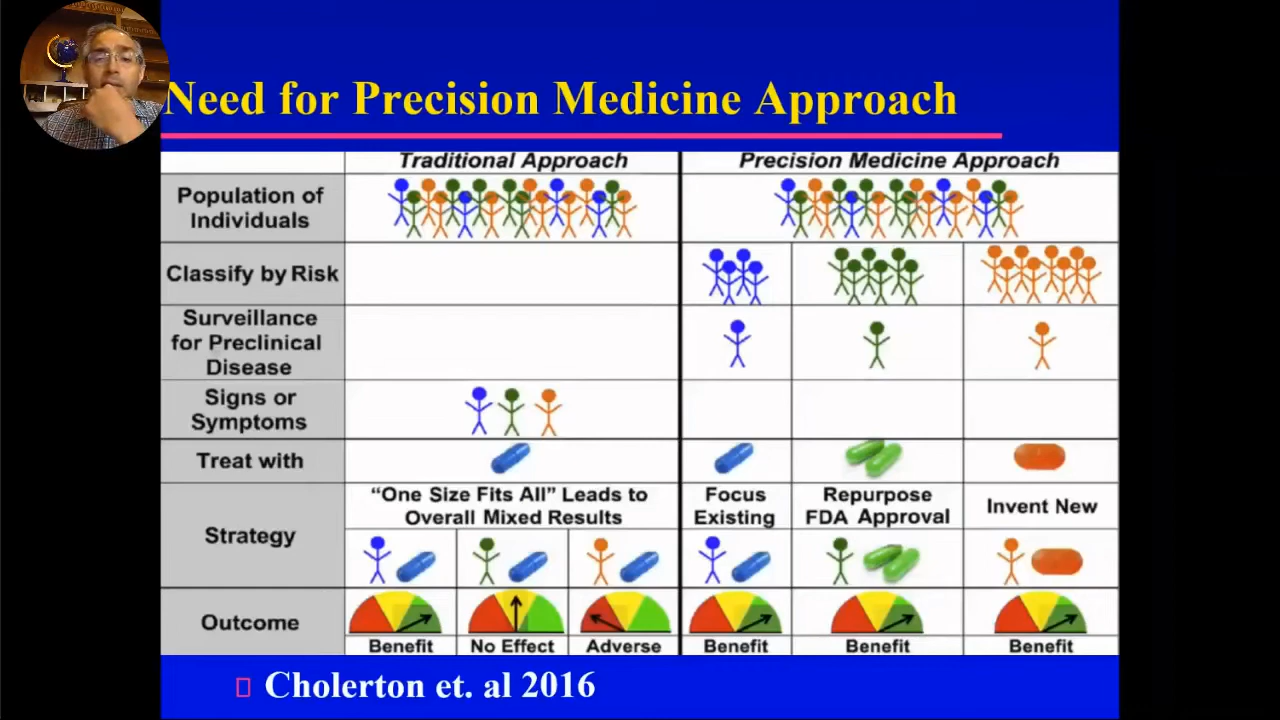 Need for Precision Medicine Approach
Traditional Approach
Precision Medicine Approach
Population of
Individuals
Classify by Risk
Surveillance
for Preclinical
Disease
Signs or
Symptoms
Treat with
Strategy
“One Size Fits All” Leads to
Overall Mixed Results
Focus
Existing
Repurpose
FDA Approval
Invent New
Outcome
Benefit
No Effect
Adverse
Benefit
Benefit
Benefit
Cholerton et. al 2016